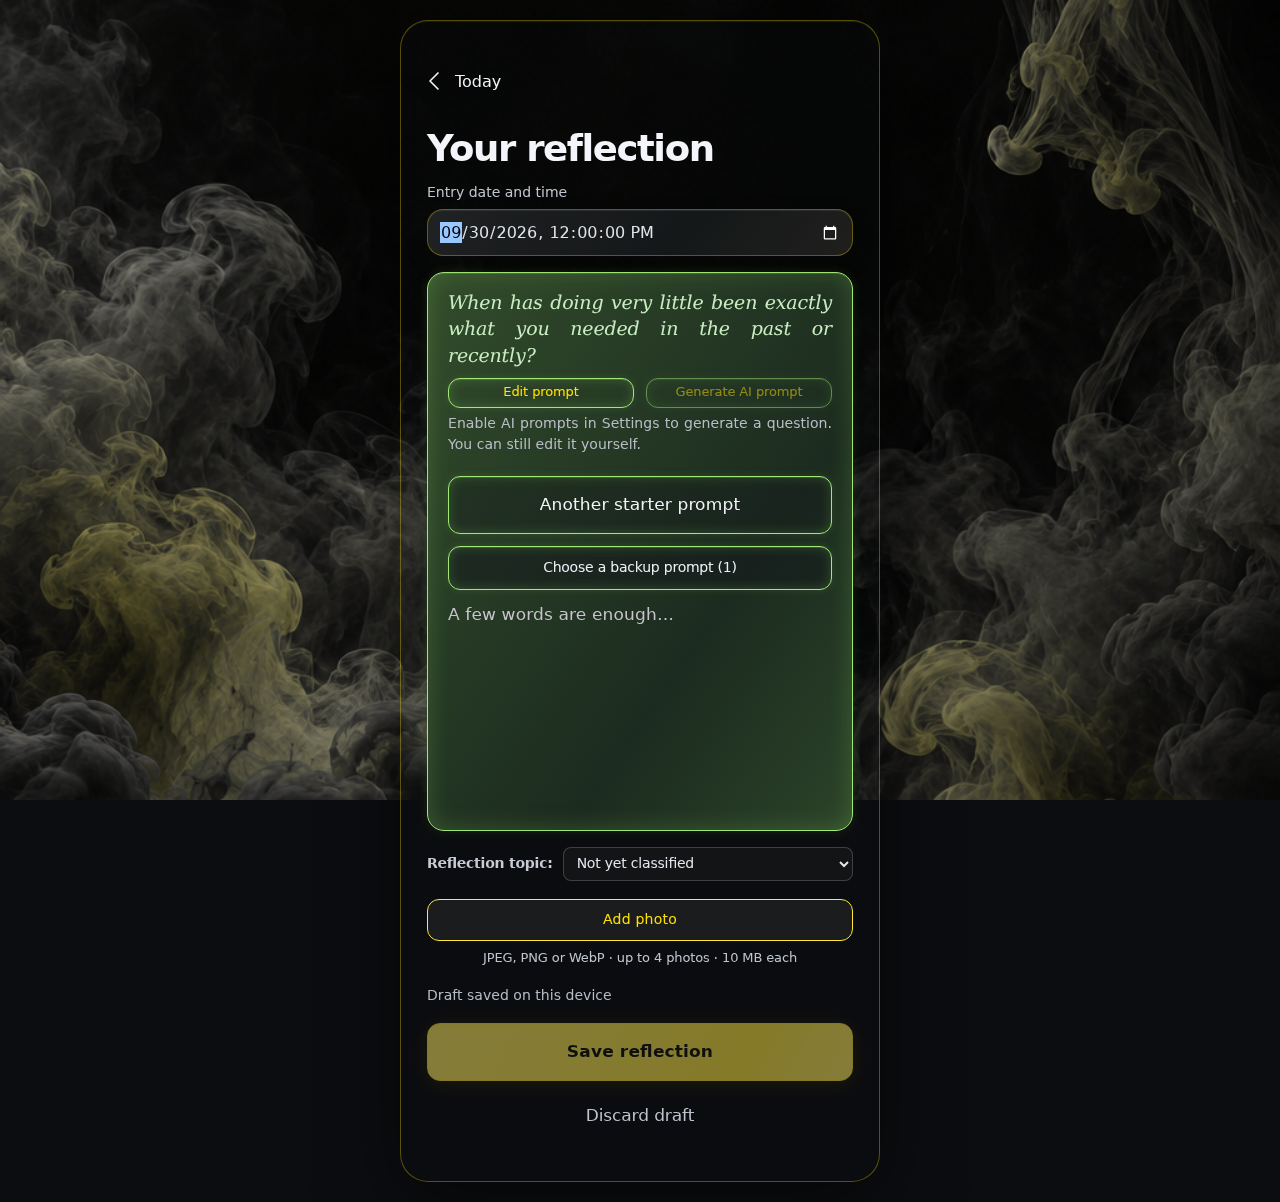 Today
Your reflection
Entry date and time
09/30/2026, 12:00:00 PM
When has doing very little been exactly
what you needed in the past or
recently?
Edit prompt
Generate AI prompt
Enable AI prompts in Settings to generate a question.
You can still edit it yourself.
Another starter prompt
Choose a backup prompt (1)
A few words are enough…
Reflection topic:
Not yet classified
Add photo
JPEG, PNG or WebP · up to 4 photos · 10 MB each
Draft saved on this device
Save reflection
Discard draft